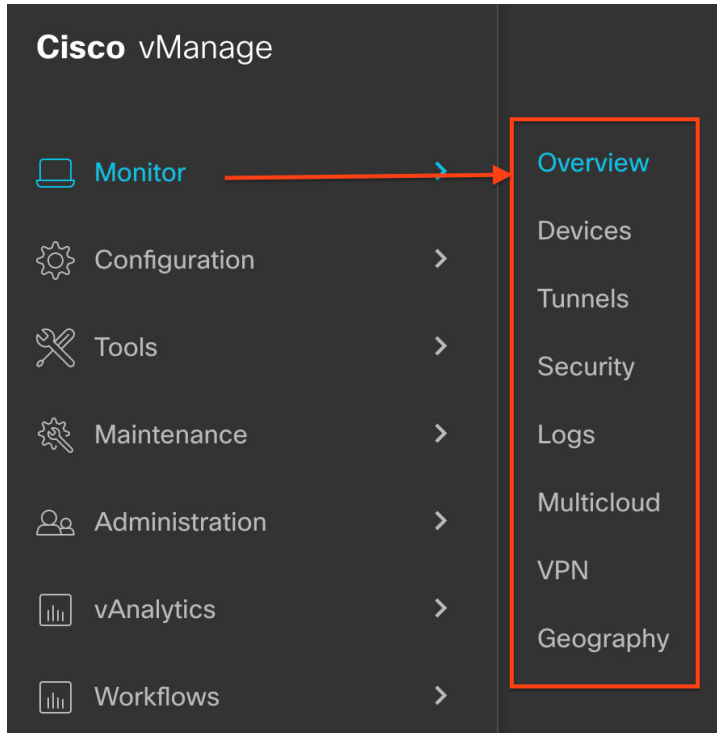 Cisco vManage
Monitor
Configuration
Tools
Maintenance
Administration
vAnalytics
Workflows
Overview
Devices
Tunnels
Security
Logs
Multicloud
VPN
Geography